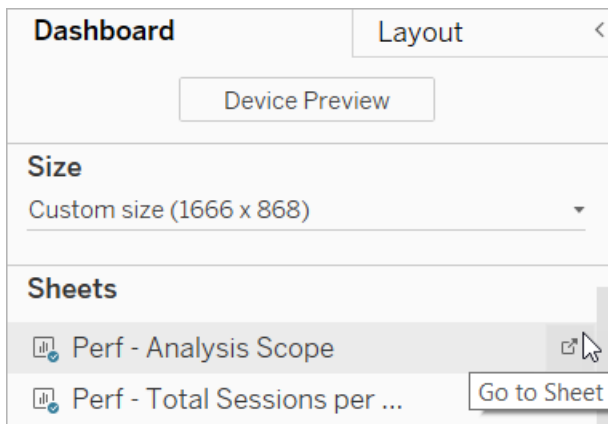 Dashboard Layout
Device Preview
Size
Custom size (1666 x 868)
Sheets
Perf - Analysis Scope
Go to Sheet
Perf - Total Sessions per ...